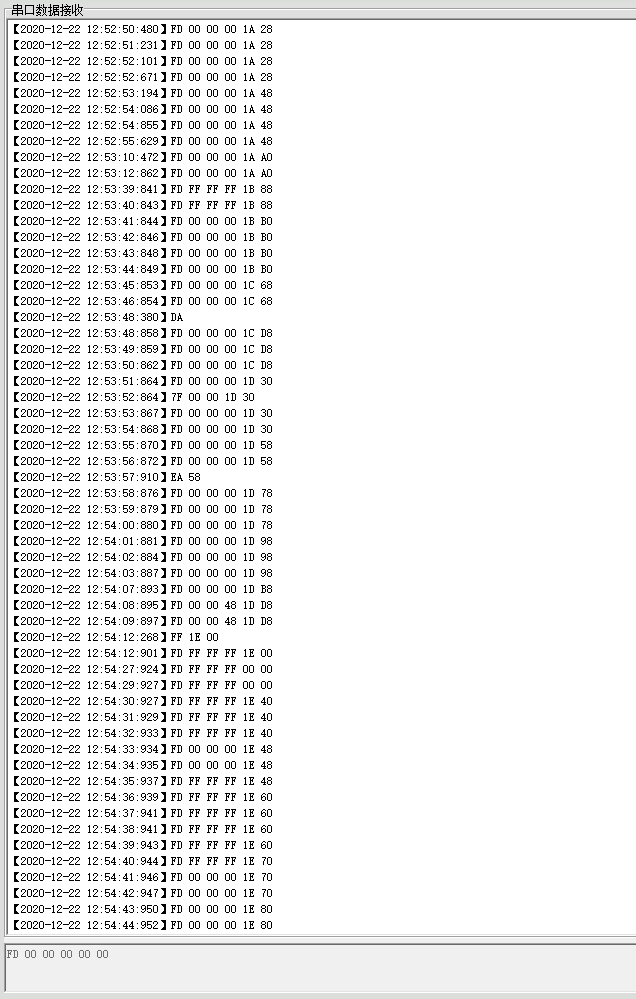 串口数据接收
【2020-12-22 12:52:50:480】FD 00 00 00 1A 28
【2020-12-22 12:52:51:231】FD 00 00 00 1A 28
【2020-12-22 12:52:52:101】FD 00 00 00 1A 28
【2020-12-22 12:52:52:671】FD 00 00 00 1A 28
【2020-12-22 12:52:53:194】FD 00 00 00 1A 48
【2020-12-22 12:52:54:086】FD 00 00 00 1A 48
【2020-12-22 12:52:54:855】FD 00 00 00 1A 48
【2020-12-22 12:52:55:629】FD 00 00 00 1A 48
【2020-12-22 12:53:10:472】FD 00 00 00 1A A0
【2020-12-22 12:53:12:862】FD 00 00 00 1A A0
【2020-12-22 12:53:39:841】FD FF FF FF 1B 88
【2020-12-22 12:53:40:843】FD FF FF FF 1B 88
【2020-12-22 12:53:41:844】FD 00 00 00 1B B0
【2020-12-22 12:53:42:846】FD 00 00 00 1B B0
【2020-12-22 12:53:43:848】FD 00 00 00 1B B0
【2020-12-22 12:53:44:849】FD 00 00 00 1B B0
【2020-12-22 12:53:45:853】FD 00 00 00 1C 68
【2020-12-22 12:53:46:854】FD 00 00 00 1C 68
【2020-12-22 12:53:48:380】DA
【2020-12-22 12:53:48:858】FD 00 00 00 1C D8
【2020-12-22 12:53:49:859】FD 00 00 00 1C D8
【2020-12-22 12:53:50:862】FD 00 00 00 1C D8
【2020-12-22 12:53:51:864】FD 00 00 00 1D 30
【2020-12-22 12:53:52:864】7F 00 00 1D 30
【2020-12-22 12:53:53:867】FD 00 00 00 1D 30
【2020-12-22 12:53:54:868】FD 00 00 00 1D 30
【2020-12-22 12:53:55:870】FD 00 00 00 1D 58
【2020-12-22 12:53:56:872】FD 00 00 00 1D 58
【2020-12-22 12:53:57:910】EA 58
【2020-12-22 12:53:58:876】FD 00 00 00 1D 78
【2020-12-22 12:53:59:879】FD 00 00 00 1D 78
【2020-12-22 12:54:00:880】FD 00 00 00 1D 78
【2020-12-22 12:54:01:881】FD 00 00 00 1D 98
【2020-12-22 12:54:02:884】FD 00 00 00 1D 98
【2020-12-22 12:54:03:887】FD 00 00 00 1D 98
【2020-12-22 12:54:07:893】FD 00 00 00 1D B8
【2020-12-22 12:54:08:895】FD 00 00 48 1D D8
【2020-12-22 12:54:09:897】FD 00 00 48 1D D8
【2020-12-22 12:54:12:268】FF 1E 00
【2020-12-22 12:54:12:901】FD FF FF FF 1E 00
【2020-12-22 12:54:27:924】FD FF FF FF 00 00
【2020-12-22 12:54:29:927】FD FF FF FF 00 00
【2020-12-22 12:54:30:927】FD FF FF FF 1E 40
【2020-12-22 12:54:31:929】FD FF FF FF 1E 40
【2020-12-22 12:54:32:933】FD FF FF FF 1E 40
【2020-12-22 12:54:33:934】FD 00 00 00 1E 48
【2020-12-22 12:54:34:935】FD 00 00 00 1E 48
【2020-12-22 12:54:35:937】FD FF FF FF 1E 48
【2020-12-22 12:54:36:939】FD FF FF FF 1E 60
【2020-12-22 12:54:37:941】FD FF FF FF 1E 60
【2020-12-22 12:54:38:941】FD FF FF FF 1E 60
【2020-12-22 12:54:39:943】FD FF FF FF 1E 60
【2020-12-22 12:54:40:944】FD FF FF FF 1E 70
【2020-12-22 12:54:41:946】FD 00 00 00 1E 70
【2020-12-22 12:54:42:947】FD 00 00 00 1E 70
【2020-12-22 12:54:43:950】FD 00 00 00 1E 80
【2020-12-22 12:54:44:952】FD 00 00 00 1E 80
FD 00 00 00 00 00